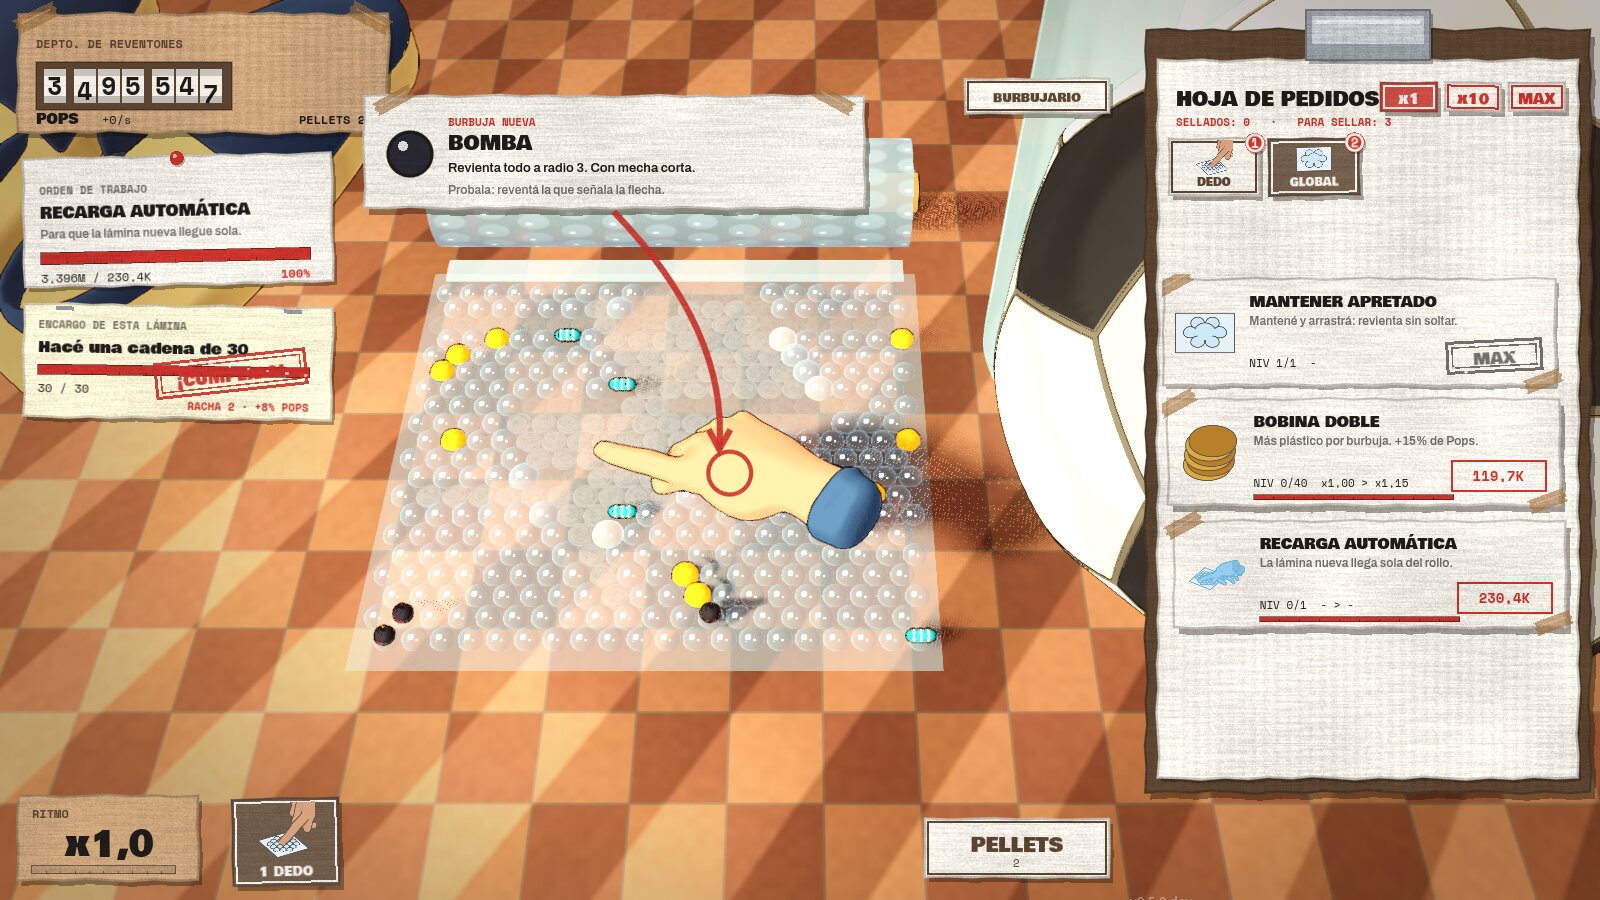 DEPTO. DE REVENTONES
3 495 547
POPS +0/s PELLETS 2
ORDEN DE TRABAJO
RECARGA AUTOMÁTICA
Para que la lámina nueva llegue sola.
3,396M / 230.4K 100%
ENCARGO DE ESTA LÁMINA
Hacé una cadena de 30
30 / 30
RACHA 2 · +8% POPS
BURBUJA NUEVA
BOMBA
Revienta todo a radio 3. Con mecha corta.
Probala: reventá la que señala la flecha.
BURBUJARIO
HOJA DE PEDIDOS x1 x10 MAX
SELLADOS: 0 · PARA SELLAR: 3
1 2
DEDO GLOBAL
MANTENER APRETADO
Mantené y arrastrá: revienta sin soltar.
NIV 1/1 - MAX
BOBINA DOBLE
Más plástico por burbuja. +15% de Pops.
NIV 0/40 x1,00 > x1,15 119,7K
RECARGA AUTOMÁTICA
La lámina nueva llega sola del rollo.
NIV 0/1 - > - 230,4K
RITMO
x1,0
1 DEDO
PELLETS
2